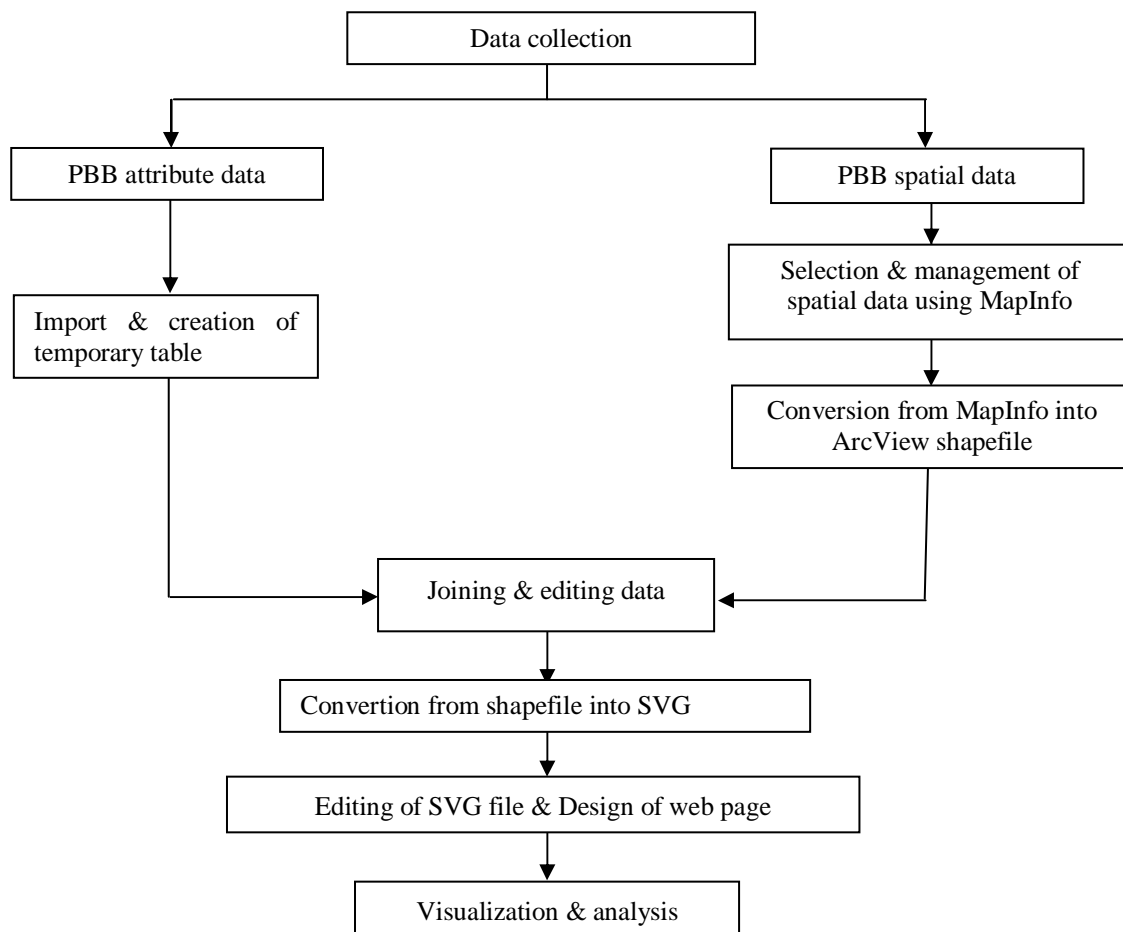 Data collection
PBB attribute data
PBB spatial data
Selection & management of
spatial data using MapInfo
Import & creation of
temporary table
Conversion from MapInfo into
ArcView shapefile
Joining & editing data
Convertion from shapefile into SVG
Editing of SVG file & Design of web page
Visualization & analysis